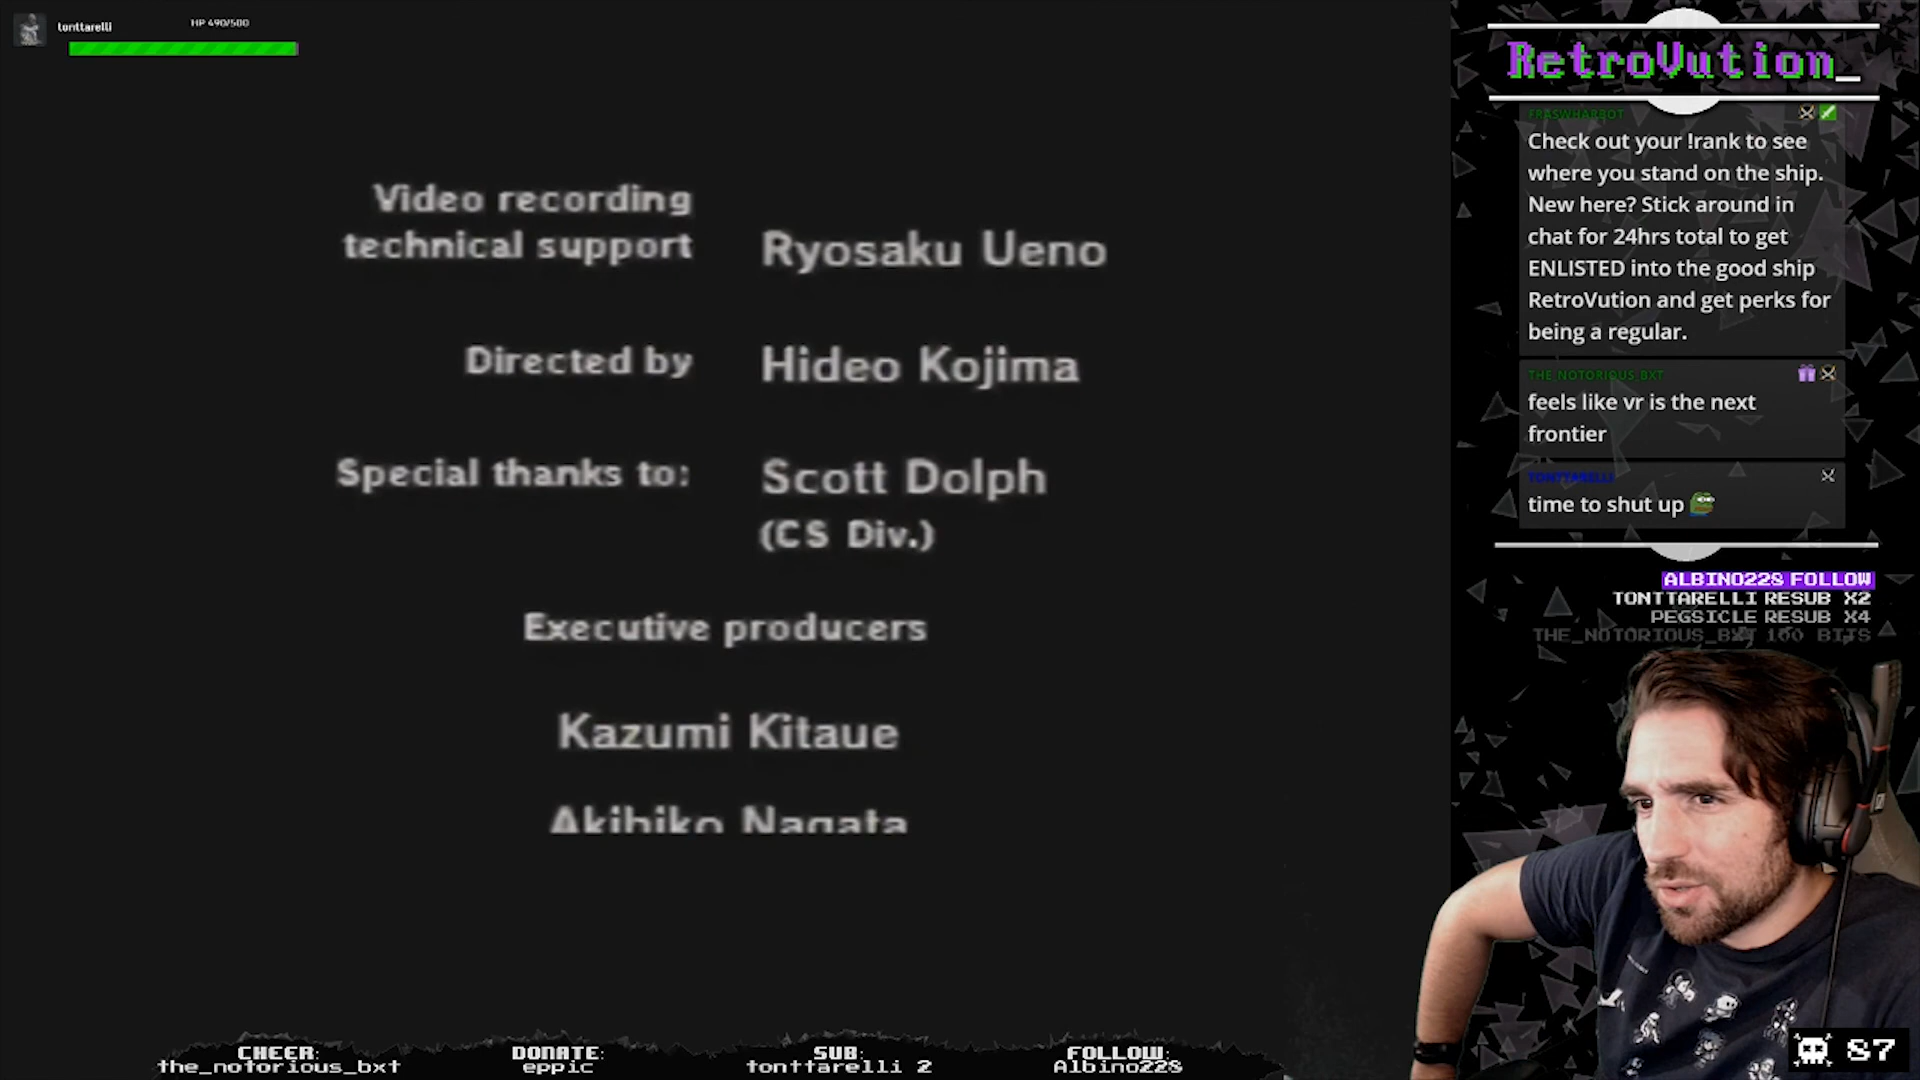 tonttarelli
HP 490/500
Video recording
technical support
Ryosaku Ueno
Directed by
Hideo Kojima
Special thanks to:
Scott Dolph
(CS Div.)
Executive producers
Kazumi Kitaue
Akihiko Nagata
RetroVution_
FRASWHARBOT
Check out your !rank to see
where you stand on the ship.
New here? Stick around in
chat for 24hrs total to get
ENLISTED into the good ship
RetroVution and get perks for
being a regular.
THE_NOTORIOUS_BXT
feels like vr is the next
frontier
TONTTARELLI
time to shut up
ALBINO228 FOLLOW
TONTTARELLI RESUB X2
PEGSICLE RESUB X4
THE_NOTORIOUS_BXT 100 BITS
CHEER:
the_notorious_bxt
DONATE:
eppic
SUB:
tonttarelli 2
FOLLOW:
Albino228
87